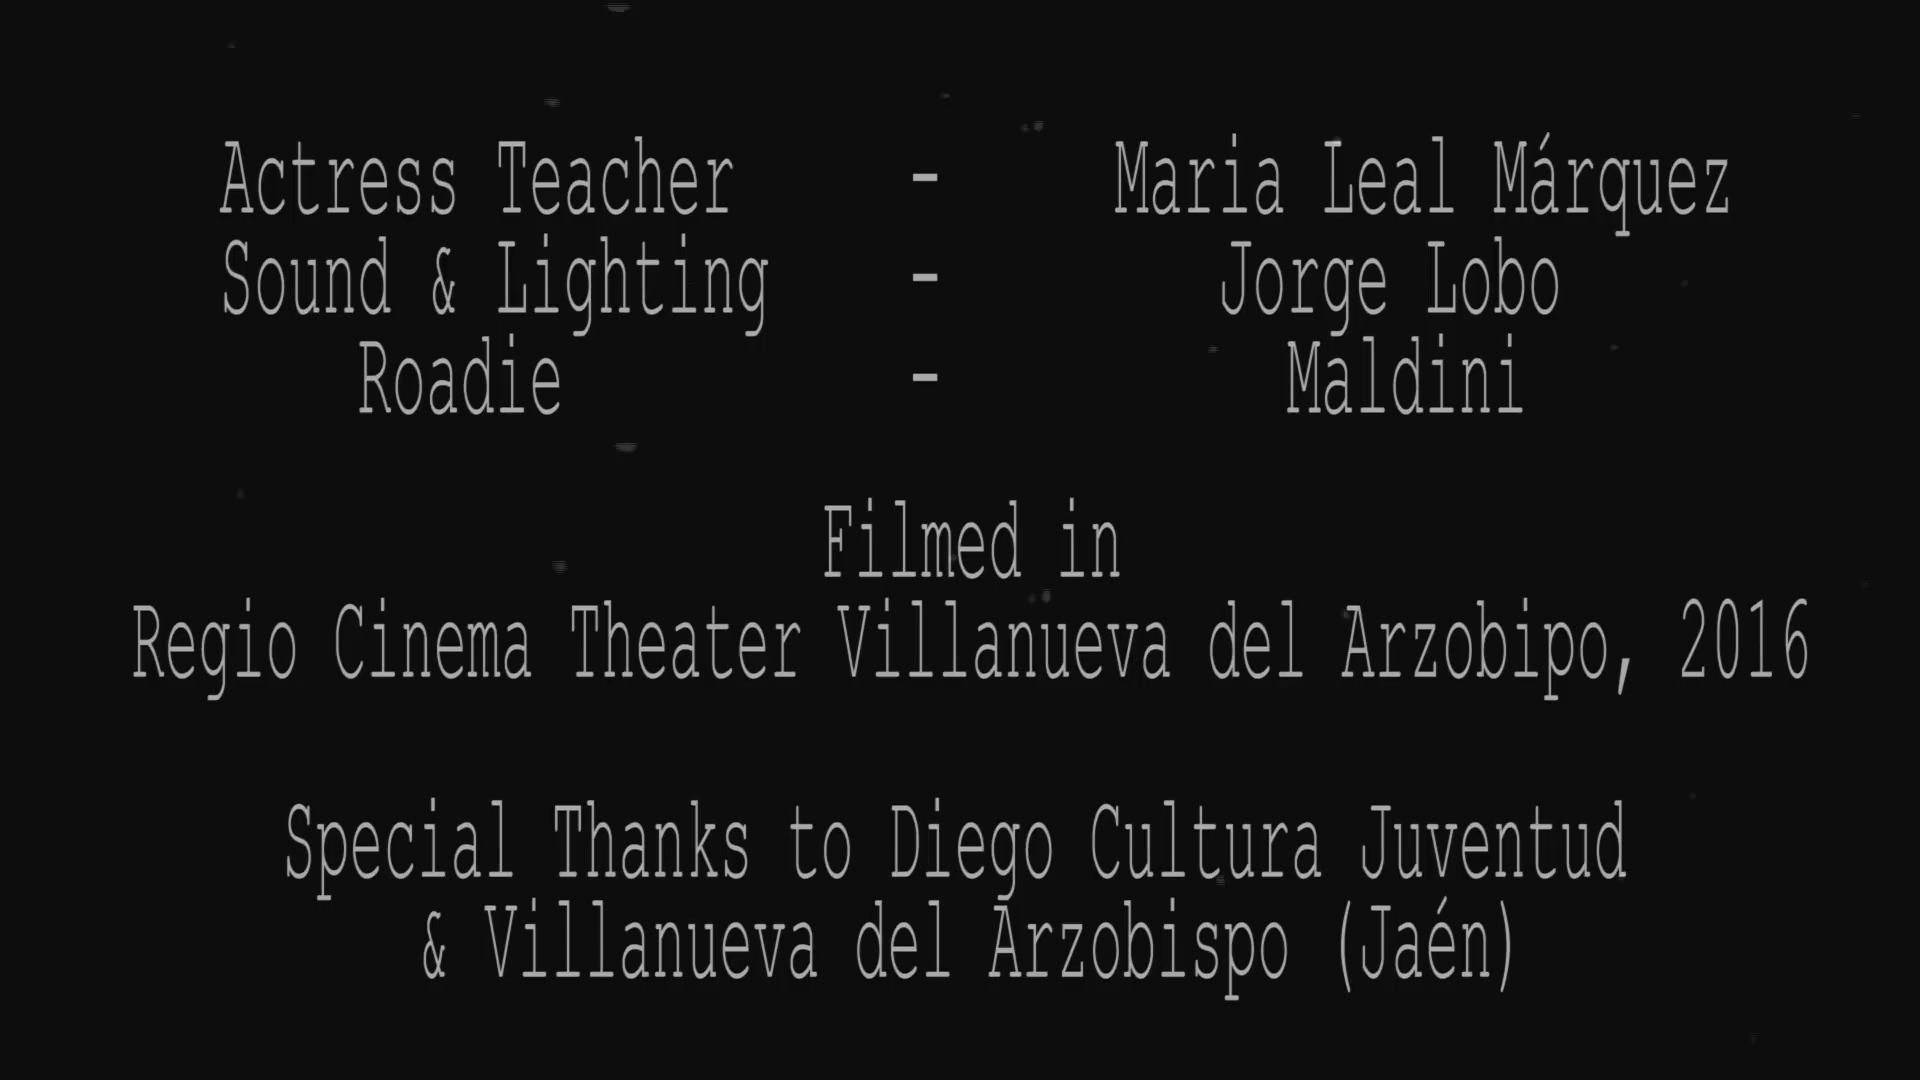 Actress Teacher - Maria Leal Márquez
Sound & Lighting - Jorge Lobo
Roadie - Maldini
Filmed in
Regio Cinema Theater Villanueva del Arzobipo, 2016
Special Thanks to Diego Cultura Juventud
& Villanueva del Arzobispo (Jaén)